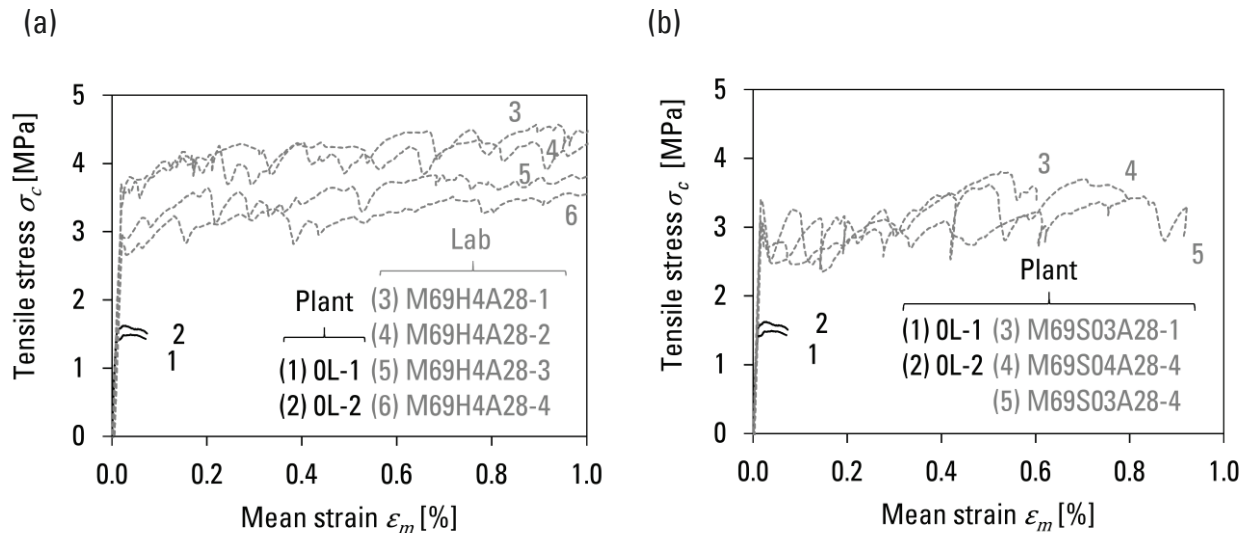 (a)
Tensile stress σc [MPa]
5
4
3
2
1
0
3
4
5
6
Lab
Plant
(3) M69H4A28-1
2
(4) M69H4A28-2
1
(1) 0L-1 (5) M69H4A28-3
(2) 0L-2 (6) M69H4A28-4
0.0 0.2 0.4 0.6 0.8 1.0
Mean strain εm [%]
(b)
Tensile stress σc [MPa]
5
4
3
2
1
0
3
4
5
Plant
2
1
(1) 0L-1 (3) M69S03A28-1
(2) 0L-2 (4) M69S04A28-4
(5) M69S03A28-4
0.0 0.2 0.4 0.6 0.8 1.0
Mean strain εm [%]